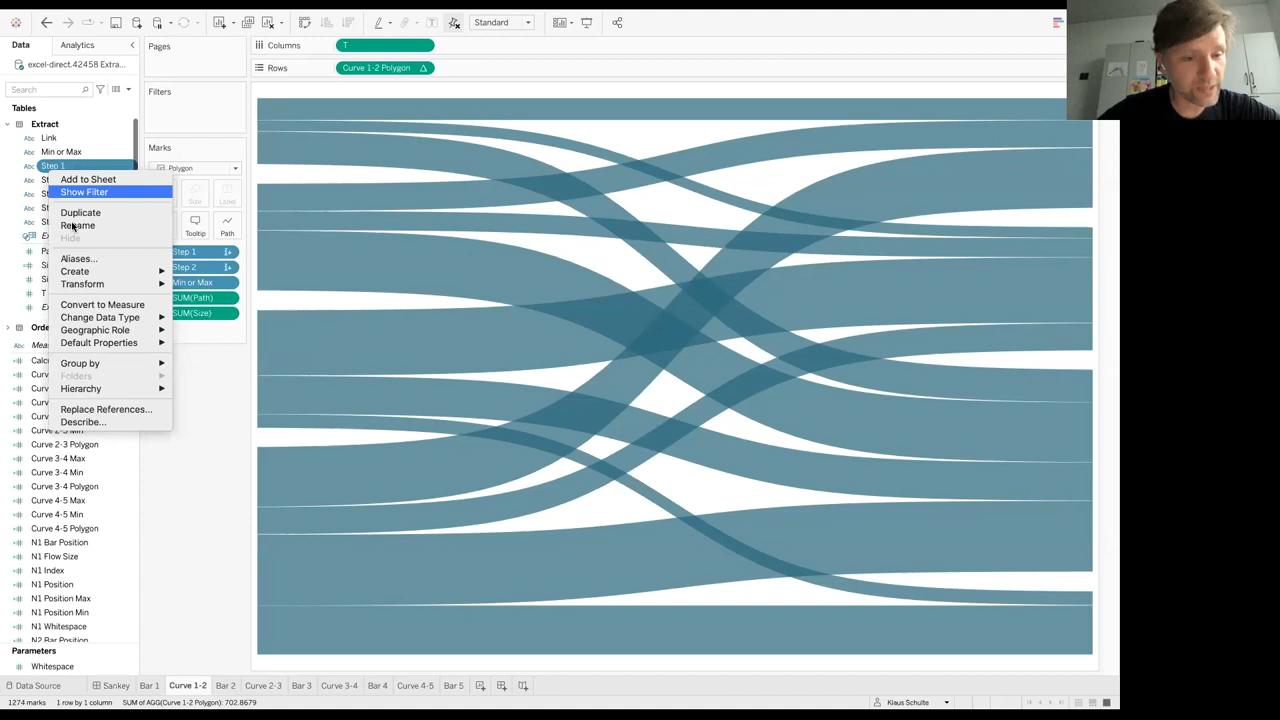 Standard
Data
Analytics
Pages
Columns
T
excel-direct.42458 Extra...
Rows
Curve 1-2 Polygon
Search
Filters
Tables
Extract
Link
Min or Max
Marks
Step 1
Polygon
Add to Sheet
Show Filter
Size
Label
Duplicate
Rename
Tooltip
Path
Hide
Step 1
Aliases...
Step 2
Create
Min or Max
Transform
SUM(Path)
Convert to Measure
SUM(Size)
Change Data Type
Geographic Role
Default Properties
Group by
Folders
Hierarchy
Replace References...
Describe...
Curve 2-3 Polygon
Curve 3-4 Max
Curve 3-4 Min
Curve 3-4 Polygon
Curve 4-5 Max
Curve 4-5 Min
Curve 4-5 Polygon
N1 Bar Position
N1 Flow Size
N1 Index
N1 Position
N1 Position Max
N1 Position Min
N1 Whitespace
N2 Bar Position
Parameters
Whitespace
Data Source
Sankey
Bar 1
Curve 1-2
Bar 2
Curve 2-3
Bar 3
Curve 3-4
Bar 4
Curve 4-5
Bar 5
1274 marks
1 row by 1 column
SUM of AGG(Curve 1-2 Polygon): 702.8679
Klaus Schulte